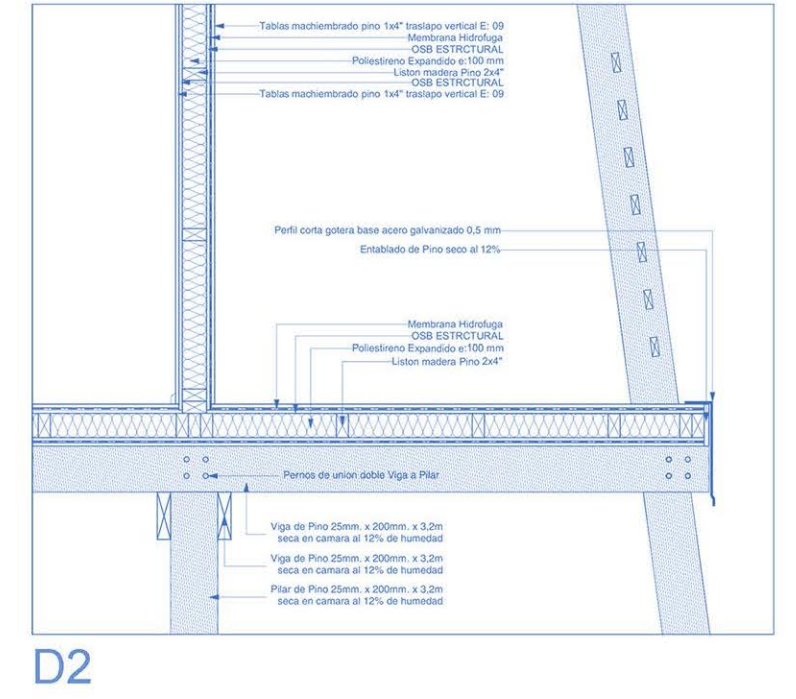 Tablas machiembrado pino 1x4" traslapo vertical E: 09
Membrana Hidrofuga
OSB ESTRCTURAL
Poliestireno Expandido e:100 mm
Liston madera Pino 2x4"
OSB ESTRCTURAL
Tablas machiembrado pino 1x4" traslapo vertical E: 09
Perfil corta gotera base acero galvanizado 0,5 mm
Entablado de Pino seco al 12%
Membrana Hidrofuga
OSB ESTRCTURAL
Poliestireno Expandido e:100 mm
Liston madera Pino 2x4"
Pernos de union doble Viga a Pilar
Viga de Pino 25mm. x 200mm. x 3,2m
seca en camara al 12% de humedad
Viga de Pino 25mm. x 200mm. x 3,2m
seca en camara al 12% de humedad
Pilar de Pino 25mm. x 200mm. x 3,2m
seca en camara al 12% de humedad
D2